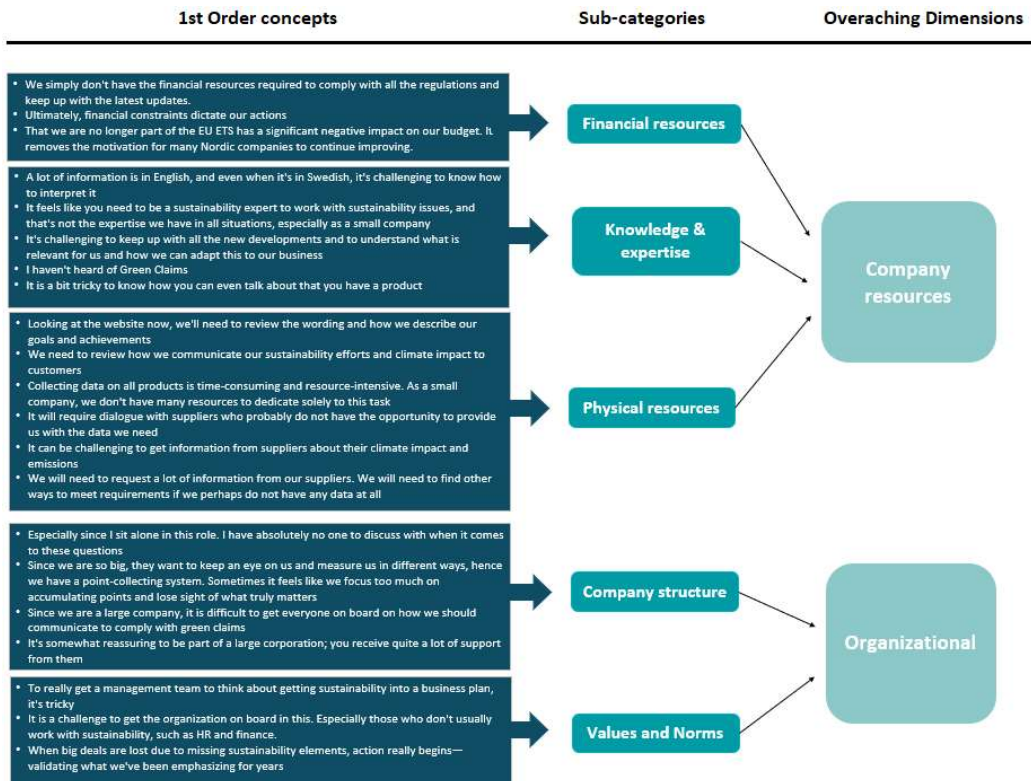 1st Order concepts
Sub-categories
Overaching Dimensions
• We simply don't have the financial resources required to comply with all the regulations and
keep up with the latest updates.
• Ultimately, financial constraints dictate our actions
• That we are no longer part of the EU ETS has a significant negative impact on our budget. It
removes the motivation for many Nordic companies to continue improving.
Financial resources
• A lot of information is in English, and even when it's in Swedish, it's challenging to know how
to interpret it
• It feels like you need to be a sustainability expert to work with sustainability issues, and
that's not the expertise we have in all situations, especially as a small company
• It's challenging to keep up with all the new developments and to understand what is
relevant for us and how we can adapt this to our business
• I haven't heard of Green Claims
• It is a bit tricky to know how you can even talk about that you have a product
Knowledge &
expertise
• Looking at the website now, we'll need to review the wording and how we describe our
goals and achievements
• We need to review how we communicate our sustainability efforts and climate impact to
customers
• Collecting data on all products is time-consuming and resource-intensive. As a small
company, we don't have many resources to dedicate solely to this task
• It will require dialogue with suppliers who probably do not have the opportunity to provide
us with the data we need
• It can be challenging to get information from suppliers about their climate impact and
emissions
• We will need to request a lot of information from our suppliers. We will need to find other
ways to meet requirements if we perhaps do not have any data at all
Physical resources
Company
resources
• Especially since I sit alone in this role. I have absolutely no one to discuss with when it comes
to these questions
• Since we are so big, they want to keep an eye on us and measure us in different ways, hence
we have a point-collecting system. Sometimes it feels like we focus too much on
accumulating points and lose sight of what truly matters
• Since we are a large company, it is difficult to get everyone on board on how we should
communicate to comply with green claims
• It's somewhat reassuring to be part of a large corporation; you receive quite a lot of support
from them
Company structure
• To really get a management team to think about getting sustainability into a business plan,
it's tricky
• It is a challenge to get the organization on board in this. Especially those who don't usually
work with sustainability, such as HR and finance.
• When big deals are lost due to missing sustainability elements, action really begins—
validating what we've been emphasizing for years
Values and Norms
Organizational